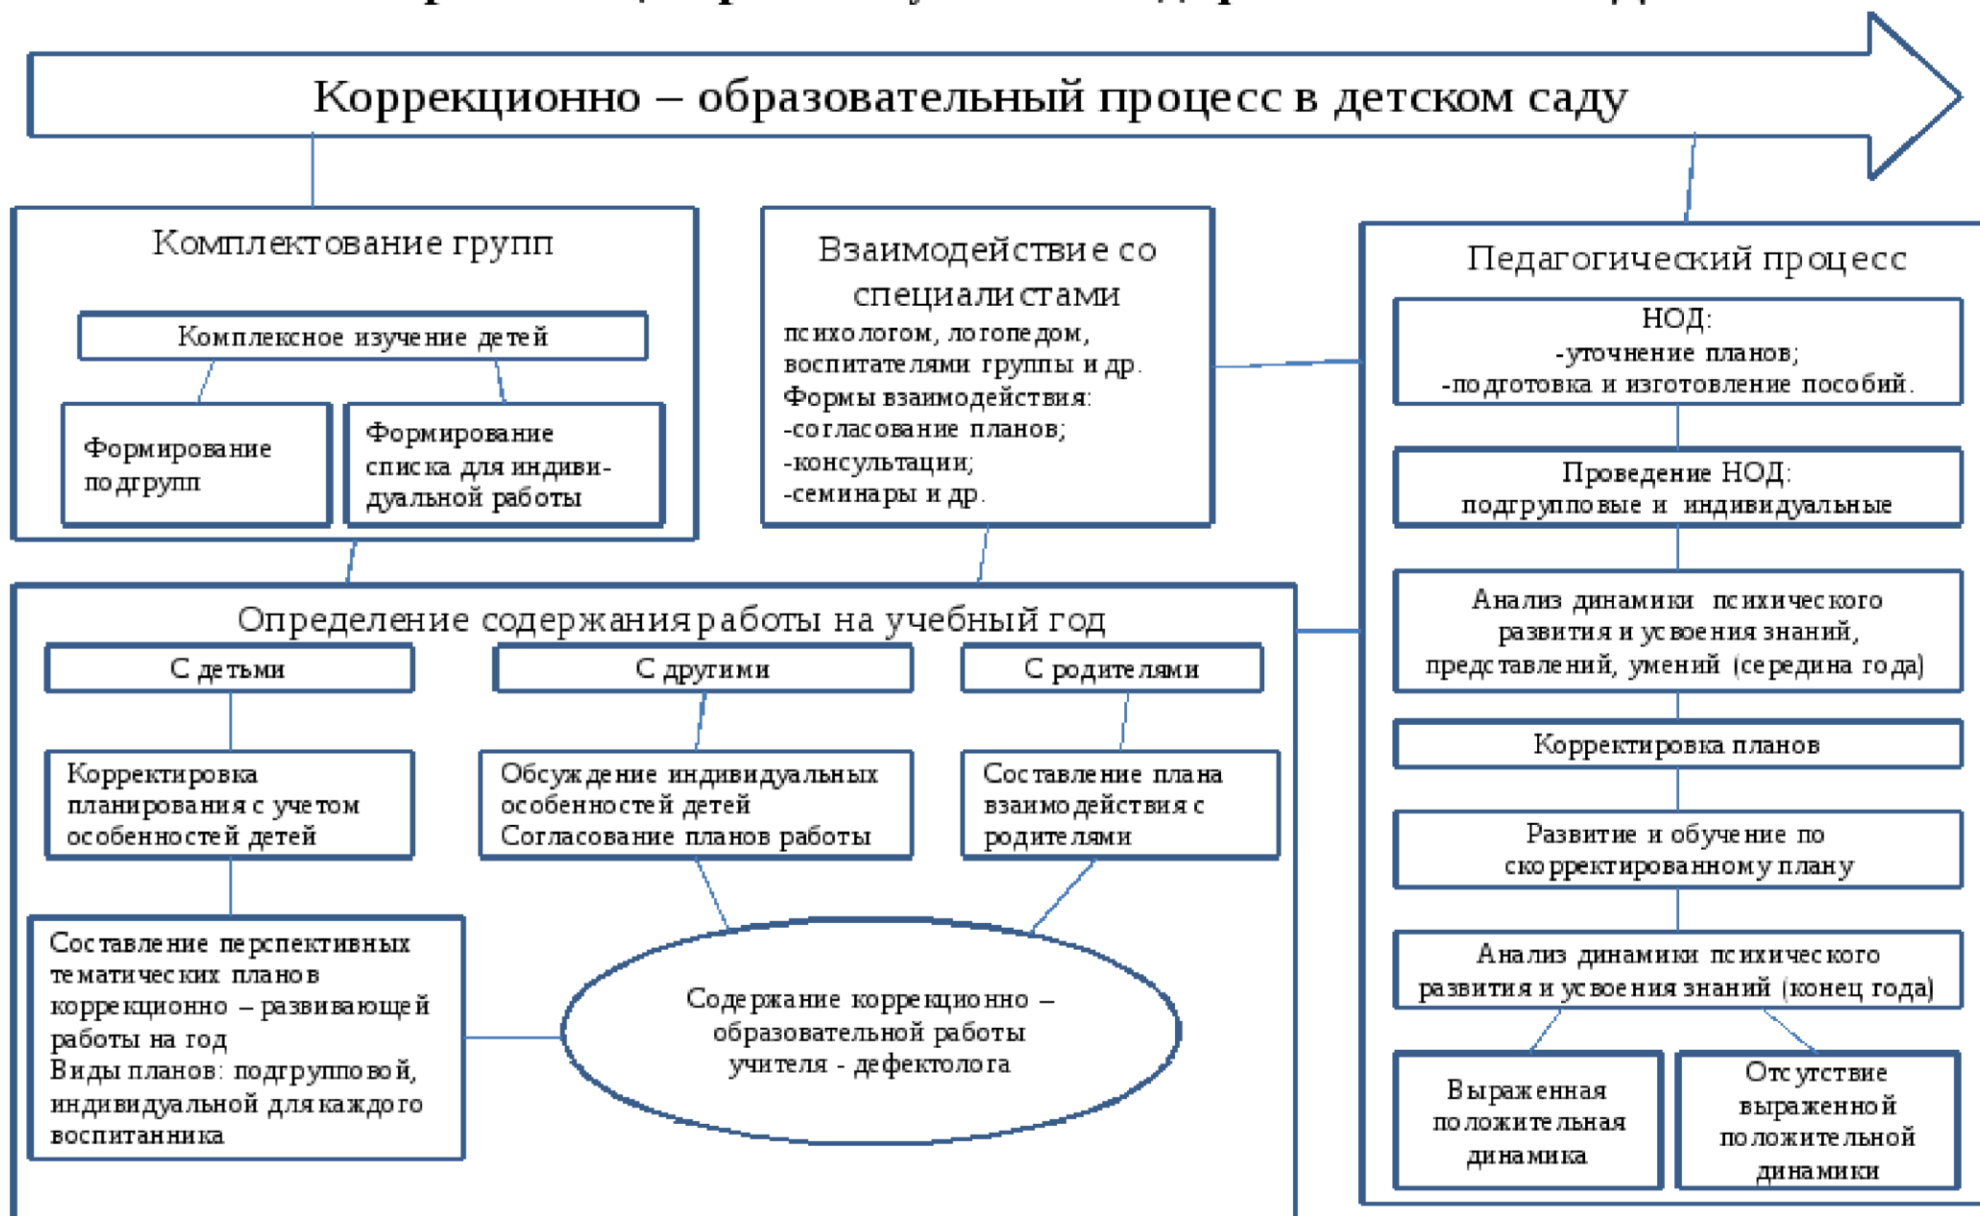 Коррекционно – образовательный процесс в детском саду
Комплектование групп
Комплексное изучение детей
Формирование
подгрупп
Формирование
списка для индиви-
дуальной работы
Взаимодействие со
специалистами
психологом, логопедом,
воспитателями группы и др.
Формы взаимодействия:
-согласование планов;
-консультации;
-семинары и др.
Педагогический процесс
НОД:
-уточнение планов;
-подготовка и изготовление пособий.
Проведение НОД:
подгрупповые и индивидуальные
Анализ динамики психического
развития и усвоения знаний,
представлений, умений (середина года)
Корректировка планов
Развитие и обучение по
скорректированному плану
Анализ динамики психического
развития и усвоения знаний (конец года)
Выраженная
положительная
динамика
Отсутствие
выраженной
положительной
динамики
Определение содержания работы на учебный год
С детьми
С другими
С родителями
Корректировка
планирования с учетом
особенностей детей
Обсуждение индивидуальных
особенностей детей
Согласование планов работы
Составление плана
взаимодействия с
родителями
Составление перспективных
тематических планов
коррекционно – развивающей
работы на год
Виды планов: подгрупповой,
индивидуальной для каждого
воспитанника
Содержание коррекционно –
образовательной работы
учителя - дефектолога